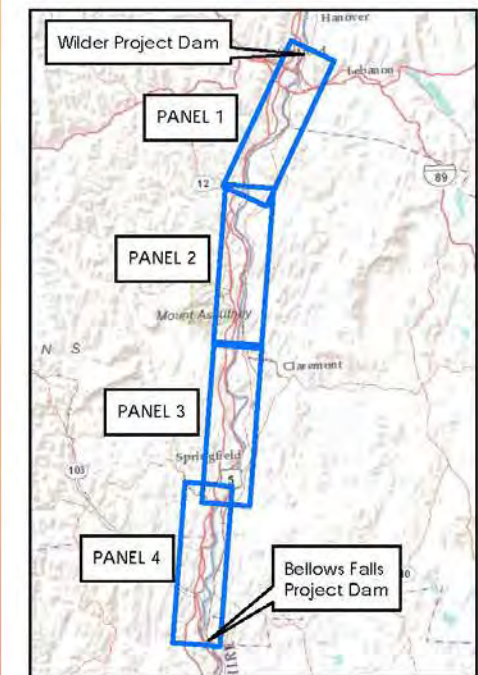 Hanover
Wilder Project Dam
Lebanon
PANEL 1
89
12
PANEL 2
Mount Ascutney
N S
Claremont
PANEL 3
Springfield
103
5
PANEL 4
Bellows Falls
Project Dam